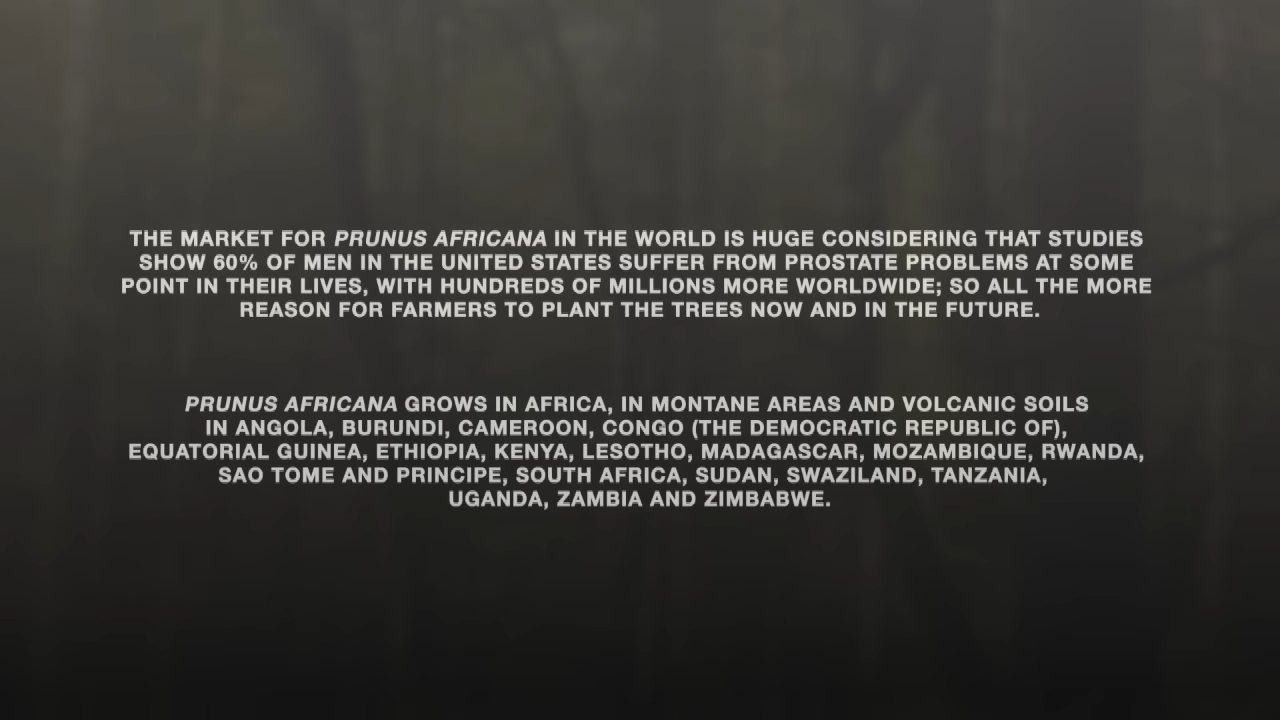 THE MARKET FOR PRUNUS AFRICANA IN THE WORLD IS HUGE CONSIDERING THAT STUDIES
SHOW 60% OF MEN IN THE UNITED STATES SUFFER FROM PROSTATE PROBLEMS AT SOME
POINT IN THEIR LIVES, WITH HUNDREDS OF MILLIONS MORE WORLDWIDE; SO ALL THE MORE
REASON FOR FARMERS TO PLANT THE TREES NOW AND IN THE FUTURE.
PRUNUS AFRICANA GROWS IN AFRICA, IN MONTANE AREAS AND VOLCANIC SOILS
IN ANGOLA, BURUNDI, CAMEROON, CONGO (THE DEMOCRATIC REPUBLIC OF),
EQUATORIAL GUINEA, ETHIOPIA, KENYA, LESOTHO, MADAGASCAR, MOZAMBIQUE, RWANDA,
SAO TOME AND PRINCIPE, SOUTH AFRICA, SUDAN, SWAZILAND, TANZANIA,
UGANDA, ZAMBIA AND ZIMBABWE.